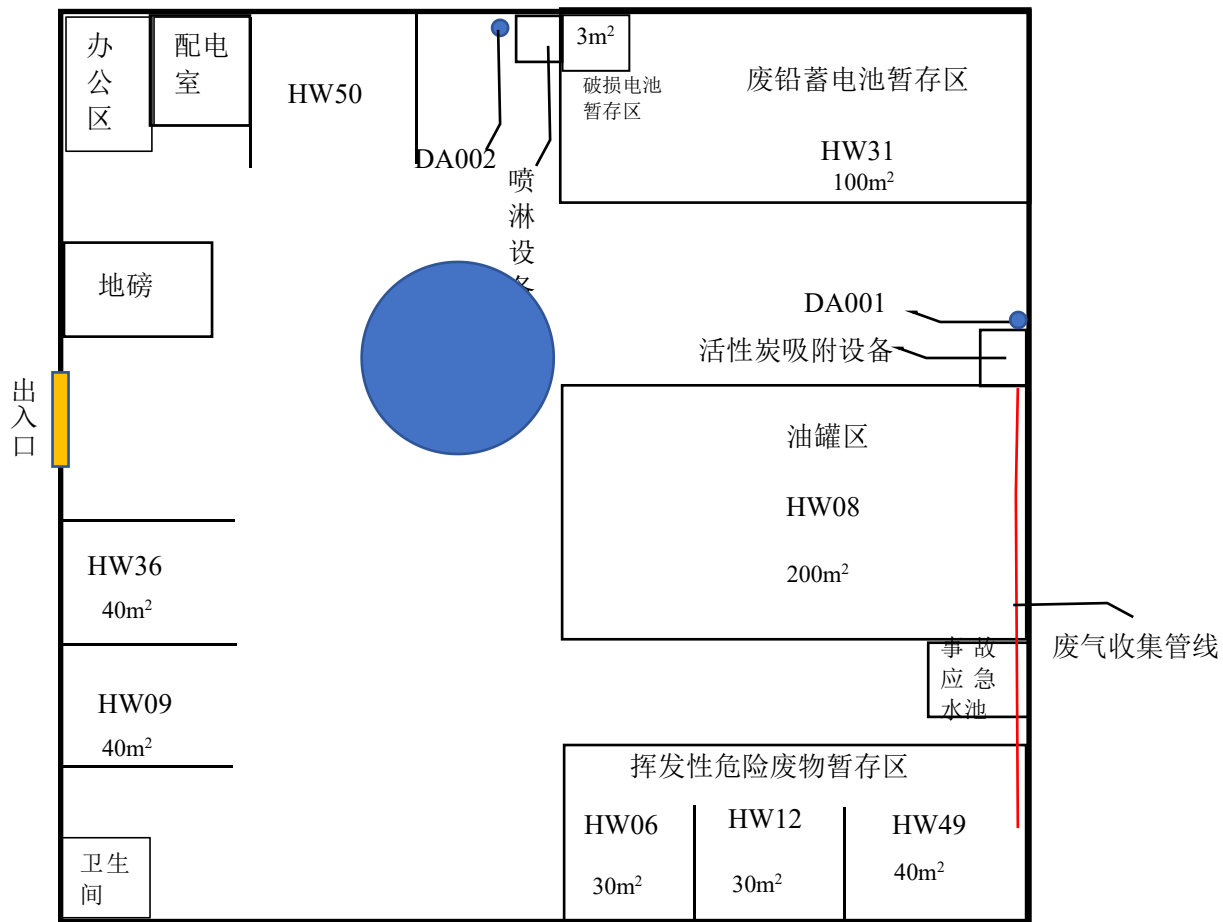 办
公
区
配电
室
HW50
DA002
喷
淋
设
备
3m²
破损电池
暂存区
废铅蓄电池暂存区
HW31
100m²
地磅
DA001
活性炭吸附设备
出
入
口
油罐区
HW08
200m²
HW36
40m²
HW09
40m²
事 故
应 急
水池
废气收集管线
挥发性危险废物暂存区
HW06
30m²
HW12
30m²
HW49
40m²
卫生
间